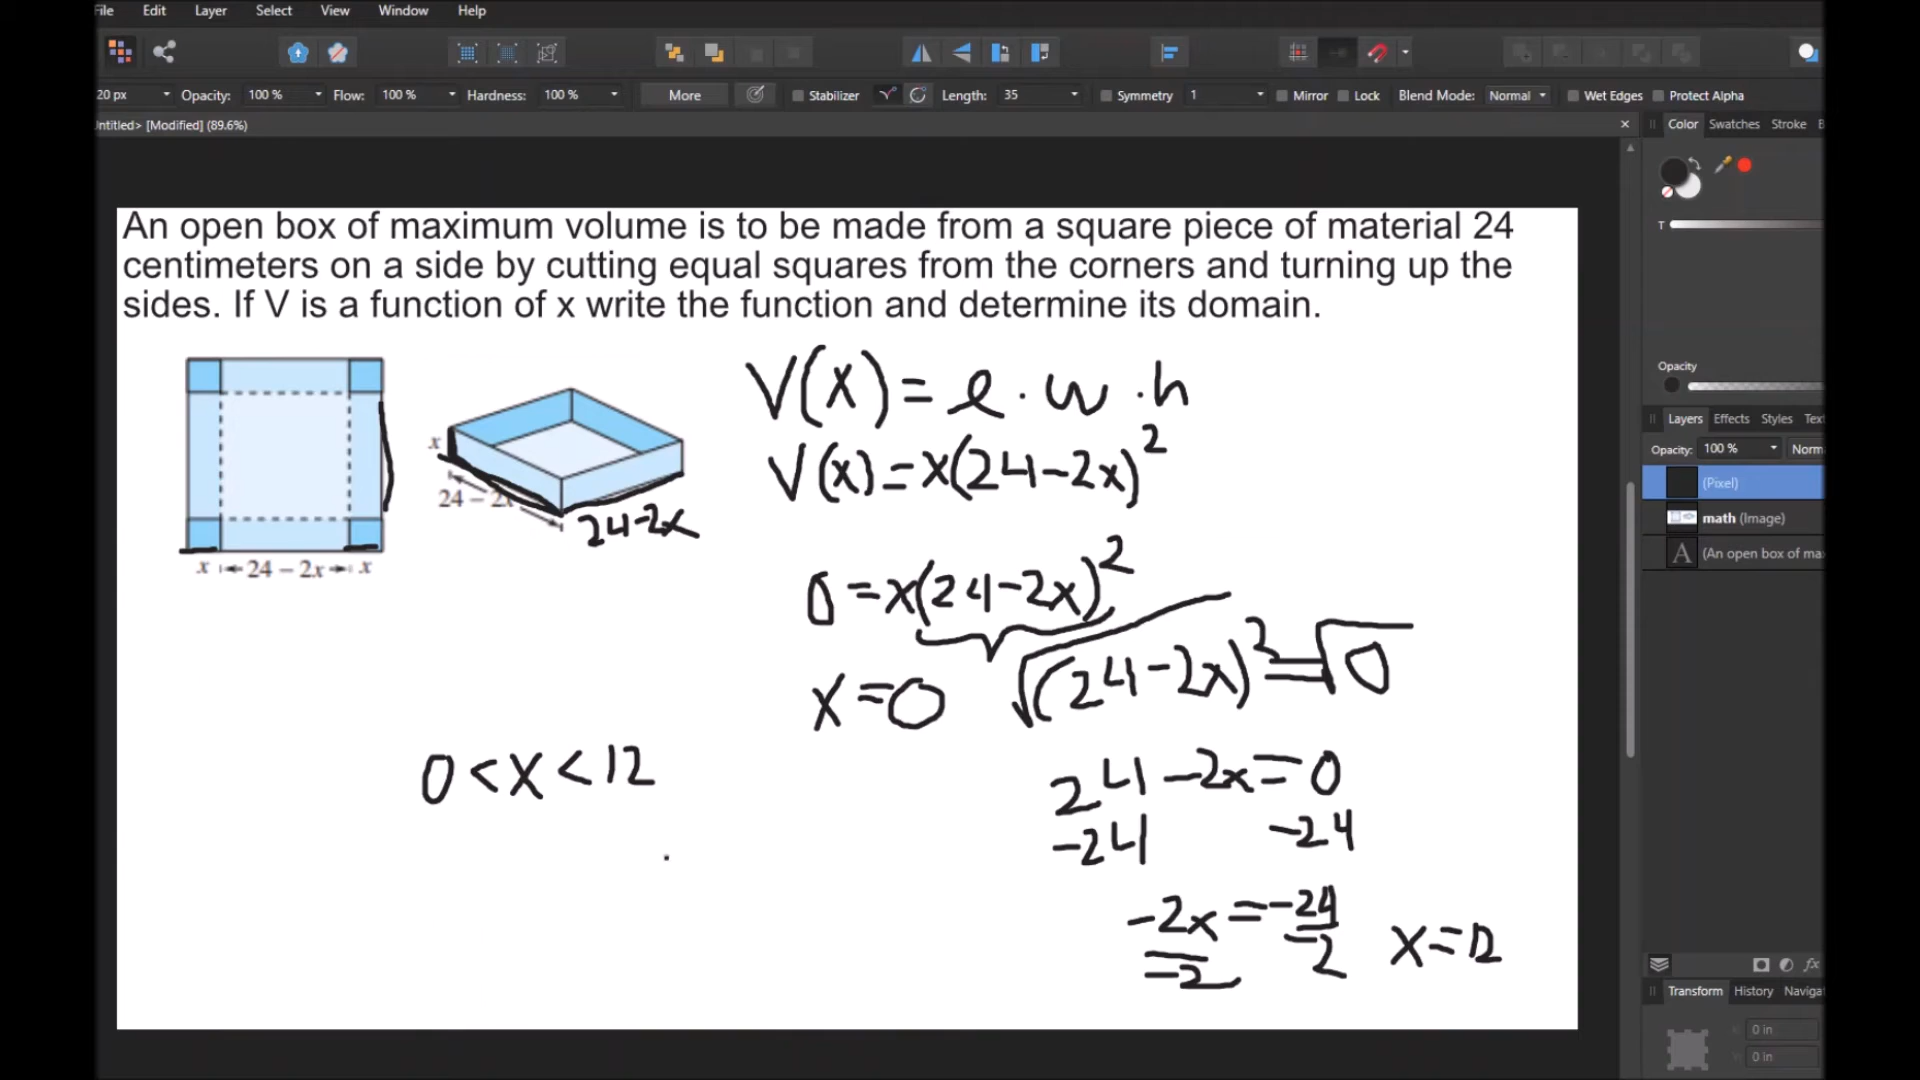 File Edit Layer Select View Window Help
20 px Opacity: 100 % Flow: 100 % Hardness: 100 % More Stabilizer Length: 35 Symmetry 1 Mirror Lock Blend Mode: Normal Wet Edges Protect Alpha
ntitled> [Modified] (89.6%)
Color Swatches Stroke B
T
Opacity
Layers Effects Styles Text
Opacity: 100 % Norm
(Pixel)
math (Image)
A (An open box of ma
fx
Transform History Navigat
0 in
0 in
An open box of maximum volume is to be made from a square piece of material 24
centimeters on a side by cutting equal squares from the corners and turning up the
sides. If V is a function of x write the function and determine its domain.
x 24 − 2x x
x
24 − 2x
24-2x
V(x) = l · w · h
V(x) = x(24-2x)²
0 = x(24-2x)²
x = 0 √(24-2x)² = √0
24 -2x = 0
-24 -24
-2x = -24
-2 -2
x = 12
0 < x < 12